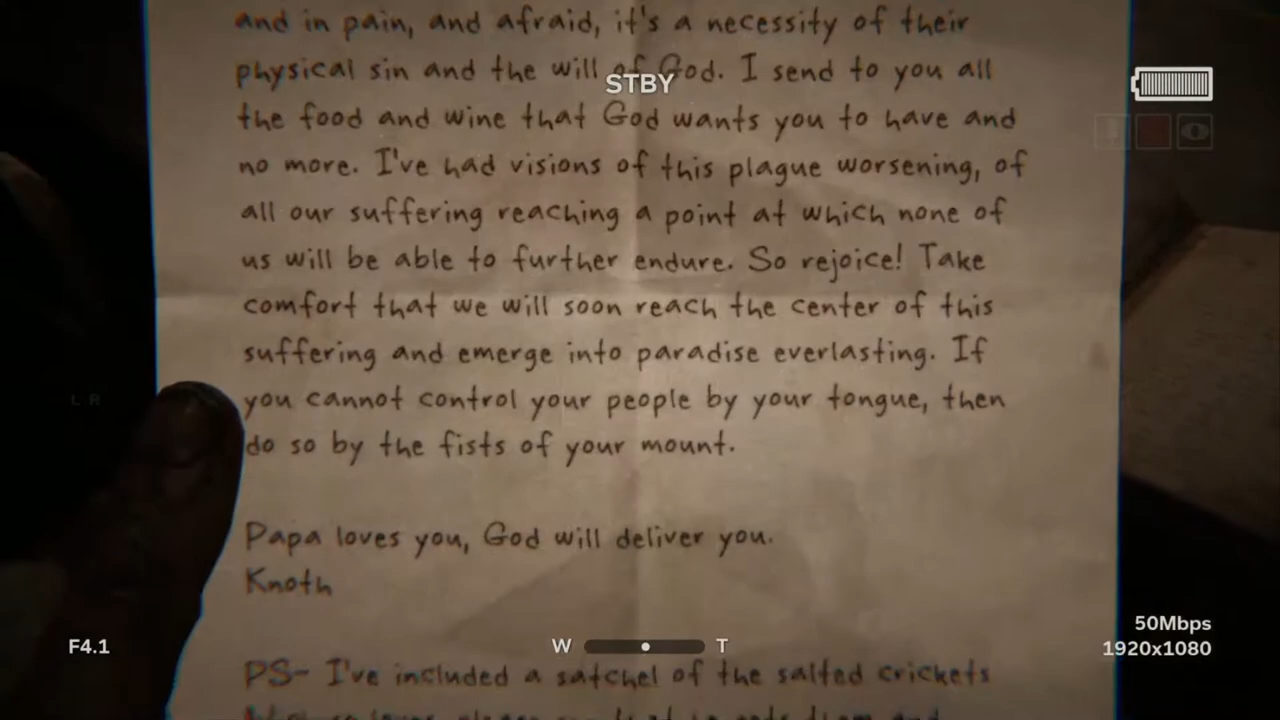 and in pain, and afraid, it's a necessity of their
physical sin and the will of God. I send to you all
STBY
the food and wine that God wants you to have and
no more. I've had visions of this plague worsening, of
all our suffering reaching a point at which none of
us will be able to further endure. So rejoice! Take
comfort that we will soon reach the center of this
suffering and emerge into paradise everlasting. If
L R
you cannot control your people by your tongue, then
do so by the fists of your mount.
Papa loves you, God will deliver you.
Knoth
50Mbps
F4.1
W T
1920x1080
PS- I've included a satchel of the salted crickets